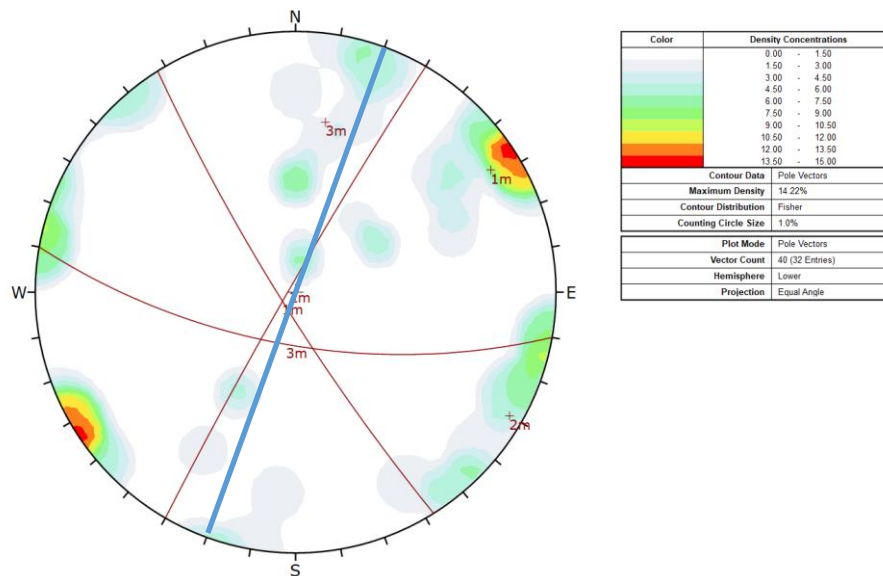 N
3m
1m
W
E
1m
3m
2m
S
Color Density Concentrations
0.00 - 1.50
1.50 - 3.00
3.00 - 4.50
4.50 - 6.00
6.00 - 7.50
7.50 - 9.00
9.00 - 10.50
10.50 - 12.00
12.00 - 13.50
13.50 - 15.00
Contour Data Pole Vectors
Maximum Density 14.22%
Contour Distribution Fisher
Counting Circle Size 1.0%
Plot Mode Pole Vectors
Vector Count 40 (32 Entries)
Hemisphere Lower
Projection Equal Angle